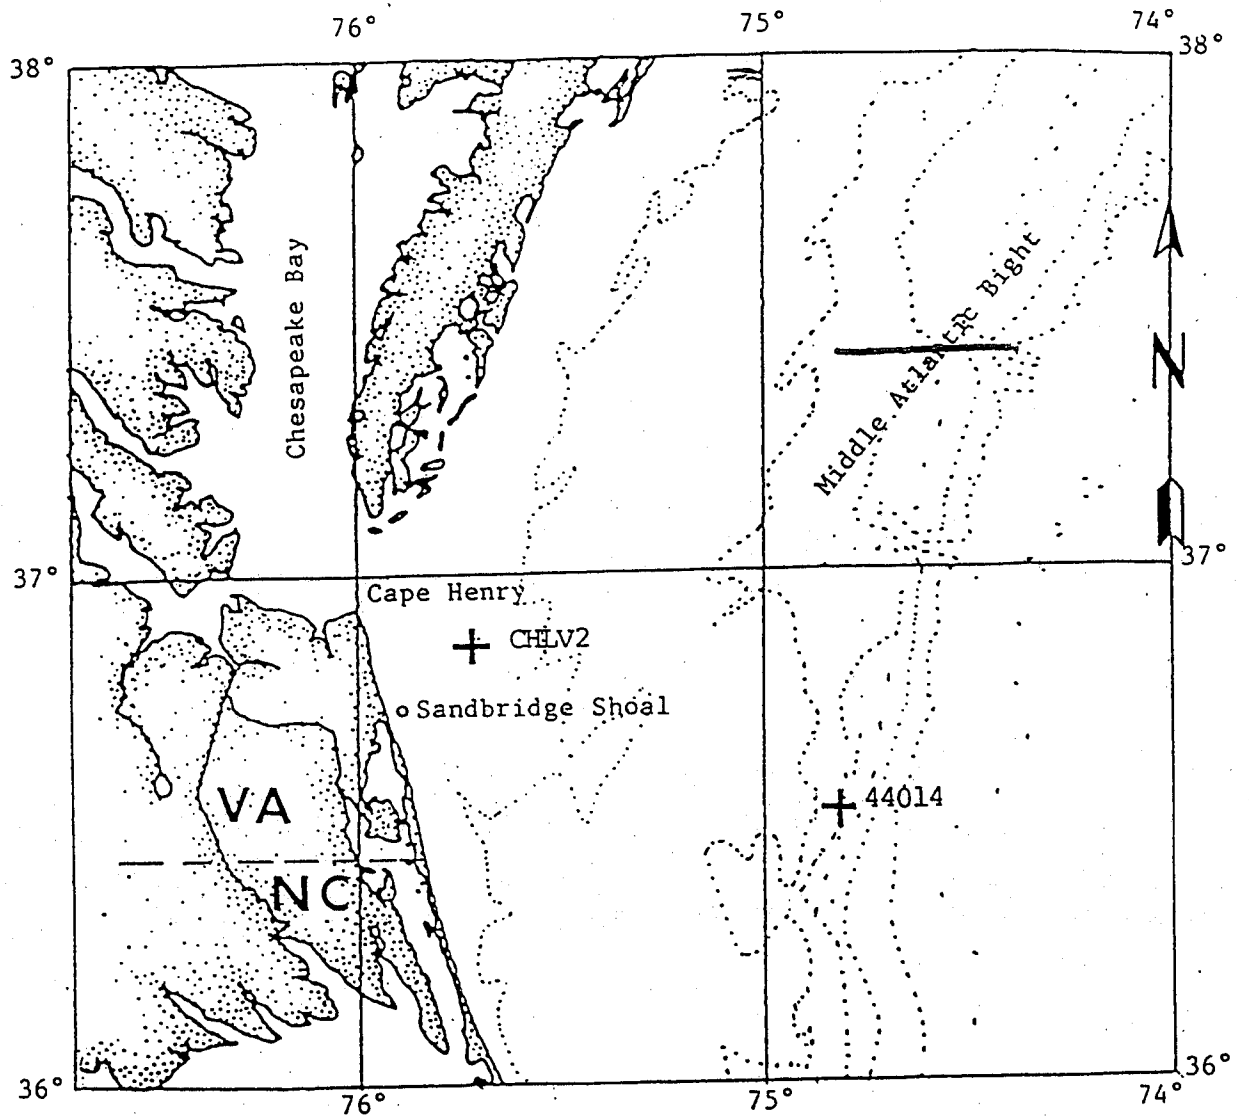 76°
75°
74°
38°
38°
Chesapeake Bay
Middle Atlantic Bight
N
37°
37°
Cape Henry
CHLV2
Sandbridge Shoal
VA
44014
NC
36°
36°
76°
75°
74°